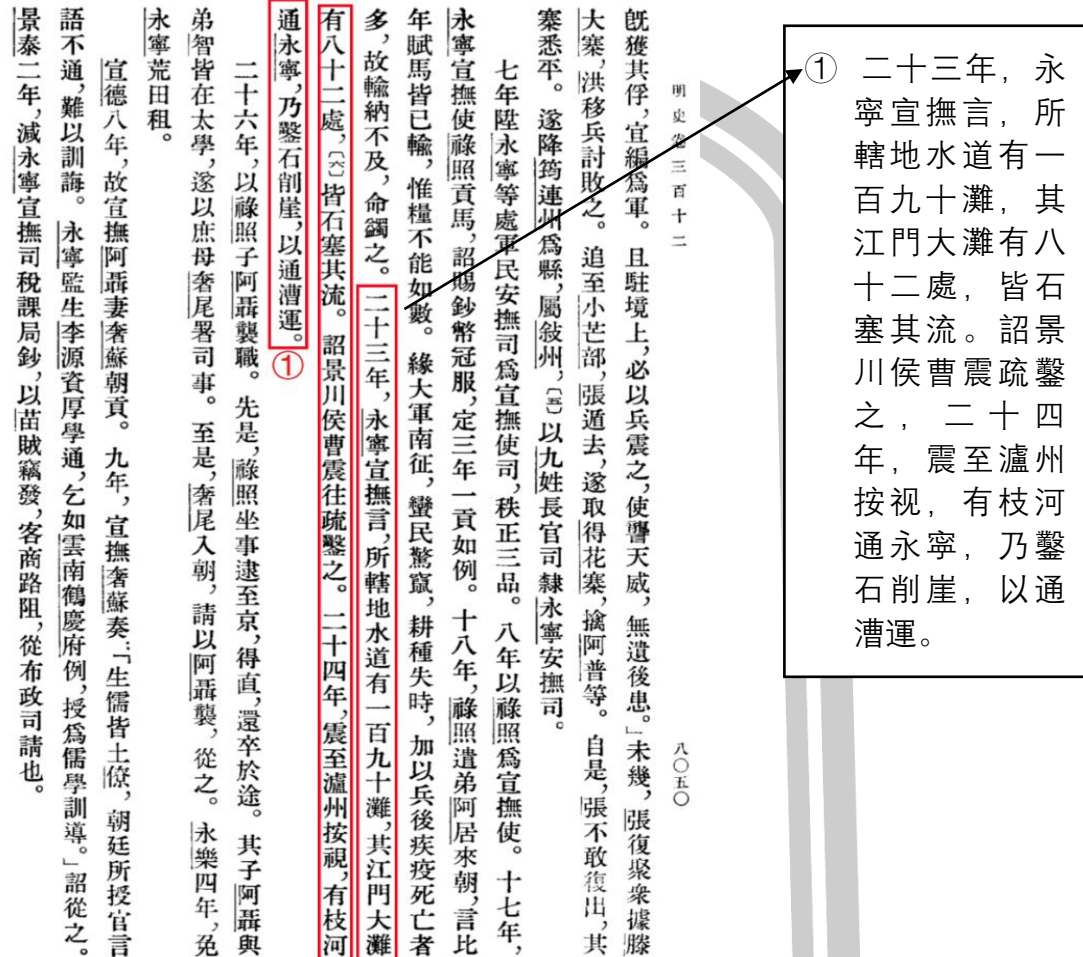 明史卷三百十二
八〇五〇
旣獲其俘，宜編爲軍。且駐境上，必以兵震之，使讋天威，無遺後患。」未幾，張復聚衆據滕
大寨，洪移兵討敗之。追至小芒部，張遁去，遂取得花寨，擒阿普等。自是，張不敢復出，其
寨悉平。遂降筠連州爲縣，屬敍州，〔五〕以九姓長官司隸永寧安撫司。
七年陞永寧等處軍民安撫司爲宣撫使司，秩正三品。八年以祿照爲宣撫使。十七年，
永寧宣撫使祿照貢馬，詔賜鈔幣冠服，定三年一貢如例。十八年，祿照遣弟阿居來朝，言比
年賦馬皆已輸，惟糧不能如數。緣大軍南征，蠻民驚竄，耕種失時，加以兵後疾疫死亡者
多，故輸納不及，命蠲之。二十三年，永寧宣撫言，所轄地水道有一百九十灘，其江門大灘
有八十二處，〔六〕皆石塞其流。詔景川侯曹震往疏鑿之。二十四年，震至瀘州按視，有枝河
通永寧，乃鑿石削崖，以通漕運。
①
二十六年，以祿照子阿聶襲職。先是，祿照坐事逮至京，得直，還卒於途。其子阿聶與
弟智皆在太學，遂以庶母奢尾署司事。至是，奢尾入朝，請以阿聶襲，從之。永樂四年，免
永寧荒田租。
宣德八年，故宣撫阿聶妻奢蘇朝貢。九年，宣撫奢蘇奏：「生儒皆土僚，朝廷所授官言
語不通，難以訓誨。永寧監生李源資厚學通，乞如雲南鶴慶府例，授爲儒學訓導。」詔從之。
景泰二年，減永寧宣撫司稅課局鈔，以苗賊竊發，客商路阻，從布政司請也。
① 二十三年，永
寧宣撫言，所
轄地水道有一
百九十灘，其
江門大灘有八
十二處，皆石
塞其流。詔景
川侯曹震疏鑿
之，二十四
年，震至瀘州
按视，有枝河
通永寧，乃鑿
石削崖，以通
漕運。